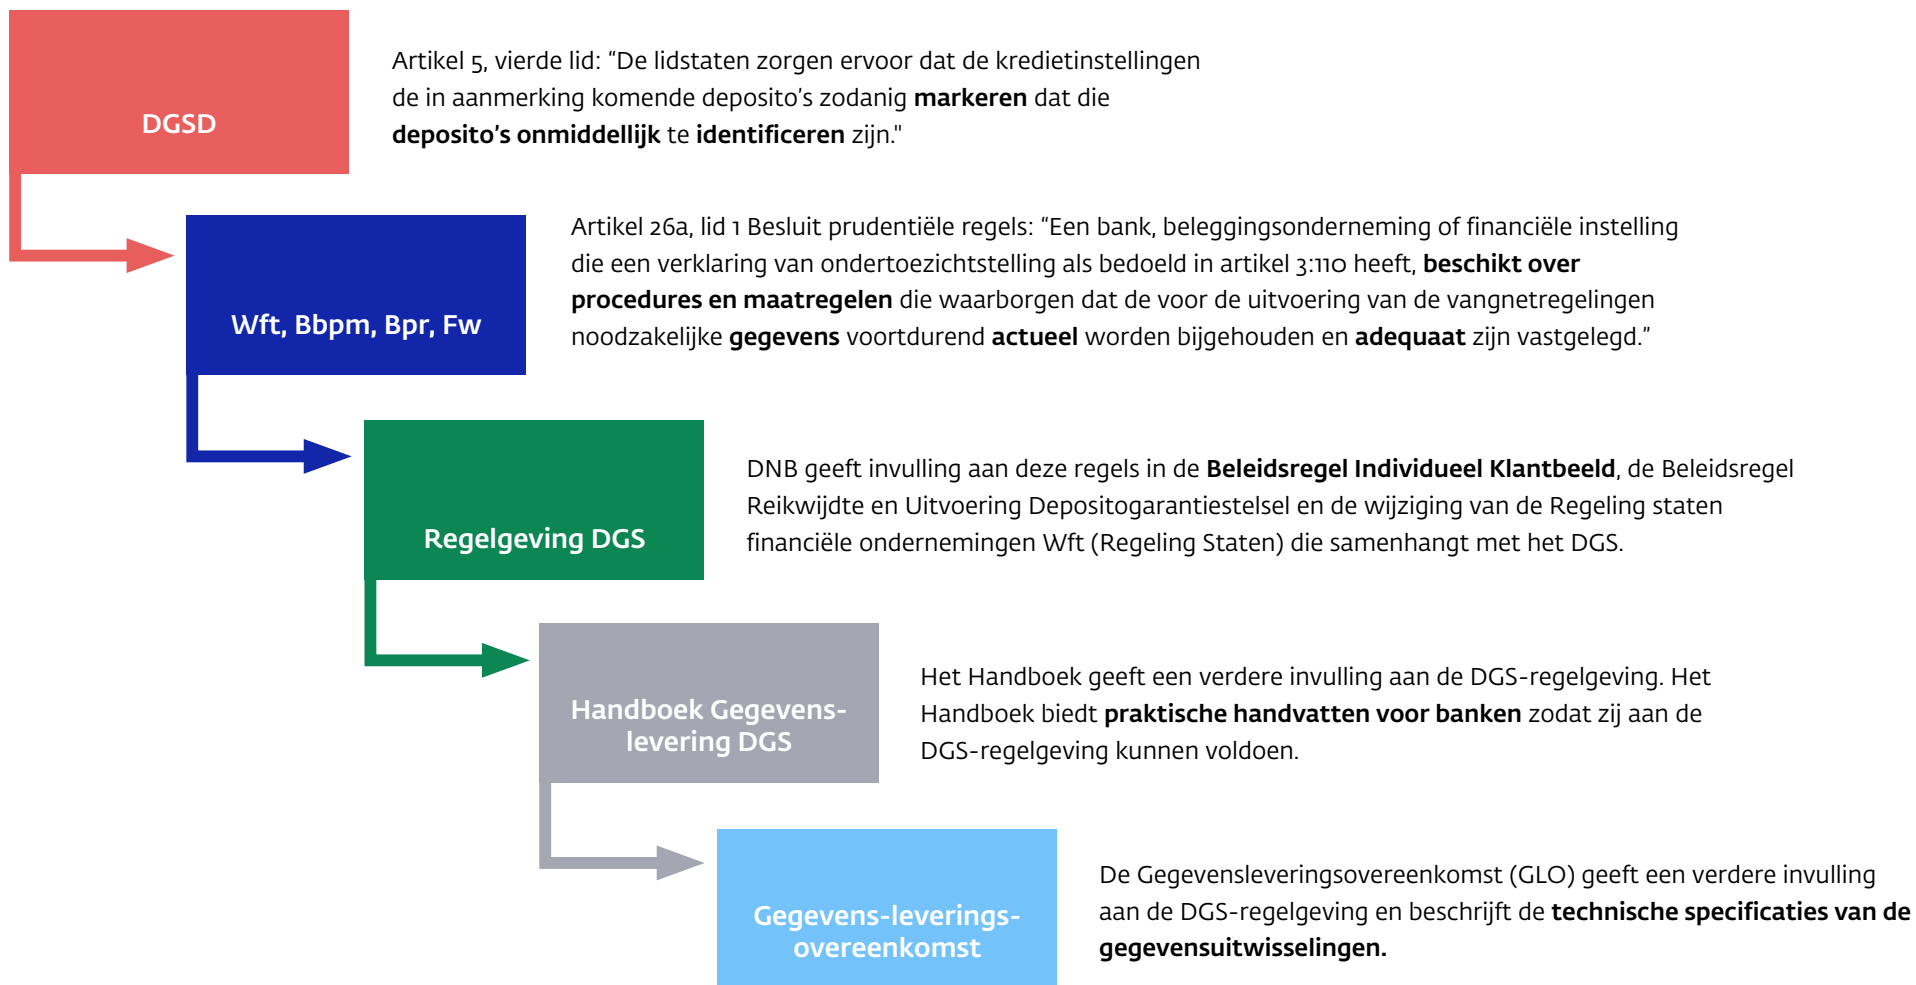 DGSD
Artikel 5, vierde lid: “De lidstaten zorgen ervoor dat de kredietinstellingen
de in aanmerking komende deposito’s zodanig markeren dat die
deposito’s onmiddellijk te identificeren zijn."
Wft, Bbpm, Bpr, Fw
Artikel 26a, lid 1 Besluit prudentiële regels: “Een bank, beleggingsonderneming of financiële instelling
die een verklaring van ondertoezichtstelling als bedoeld in artikel 3:110 heeft, beschikt over
procedures en maatregelen die waarborgen dat de voor de uitvoering van de vangnetregelingen
noodzakelijke gegevens voortdurend actueel worden bijgehouden en adequaat zijn vastgelegd.”
Regelgeving DGS
DNB geeft invulling aan deze regels in de Beleidsregel Individueel Klantbeeld, de Beleidsregel
Reikwijdte en Uitvoering Depositogarantiestelsel en de wijziging van de Regeling staten
financiële ondernemingen Wft (Regeling Staten) die samenhangt met het DGS.
Handboek Gegevens-
levering DGS
Het Handboek geeft een verdere invulling aan de DGS-regelgeving. Het
Handboek biedt praktische handvatten voor banken zodat zij aan de
DGS-regelgeving kunnen voldoen.
Gegevens-leverings-
overeenkomst
De Gegevensleveringsovereenkomst (GLO) geeft een verdere invulling
aan de DGS-regelgeving en beschrijft de technische specificaties van de
gegevensuitwisselingen.